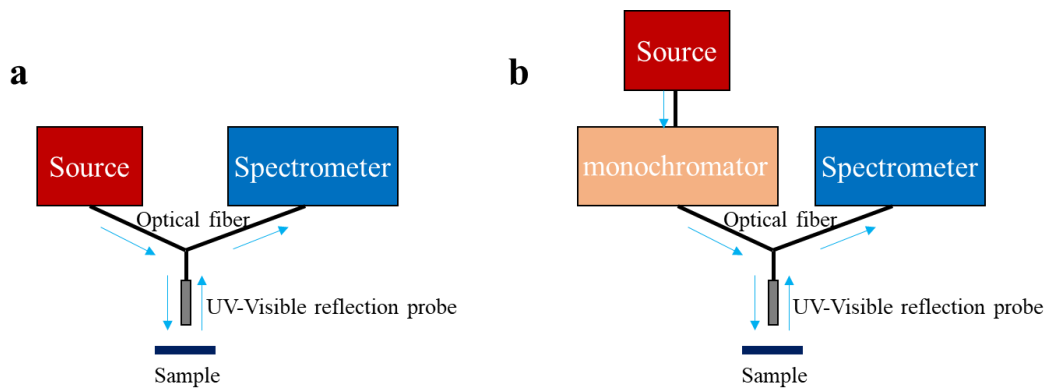 a
Source
Spectrometer
Optical fiber
UV-Visible reflection probe
Sample
b
Source
monochromator
Spectrometer
Optical fiber
UV-Visible reflection probe
Sample